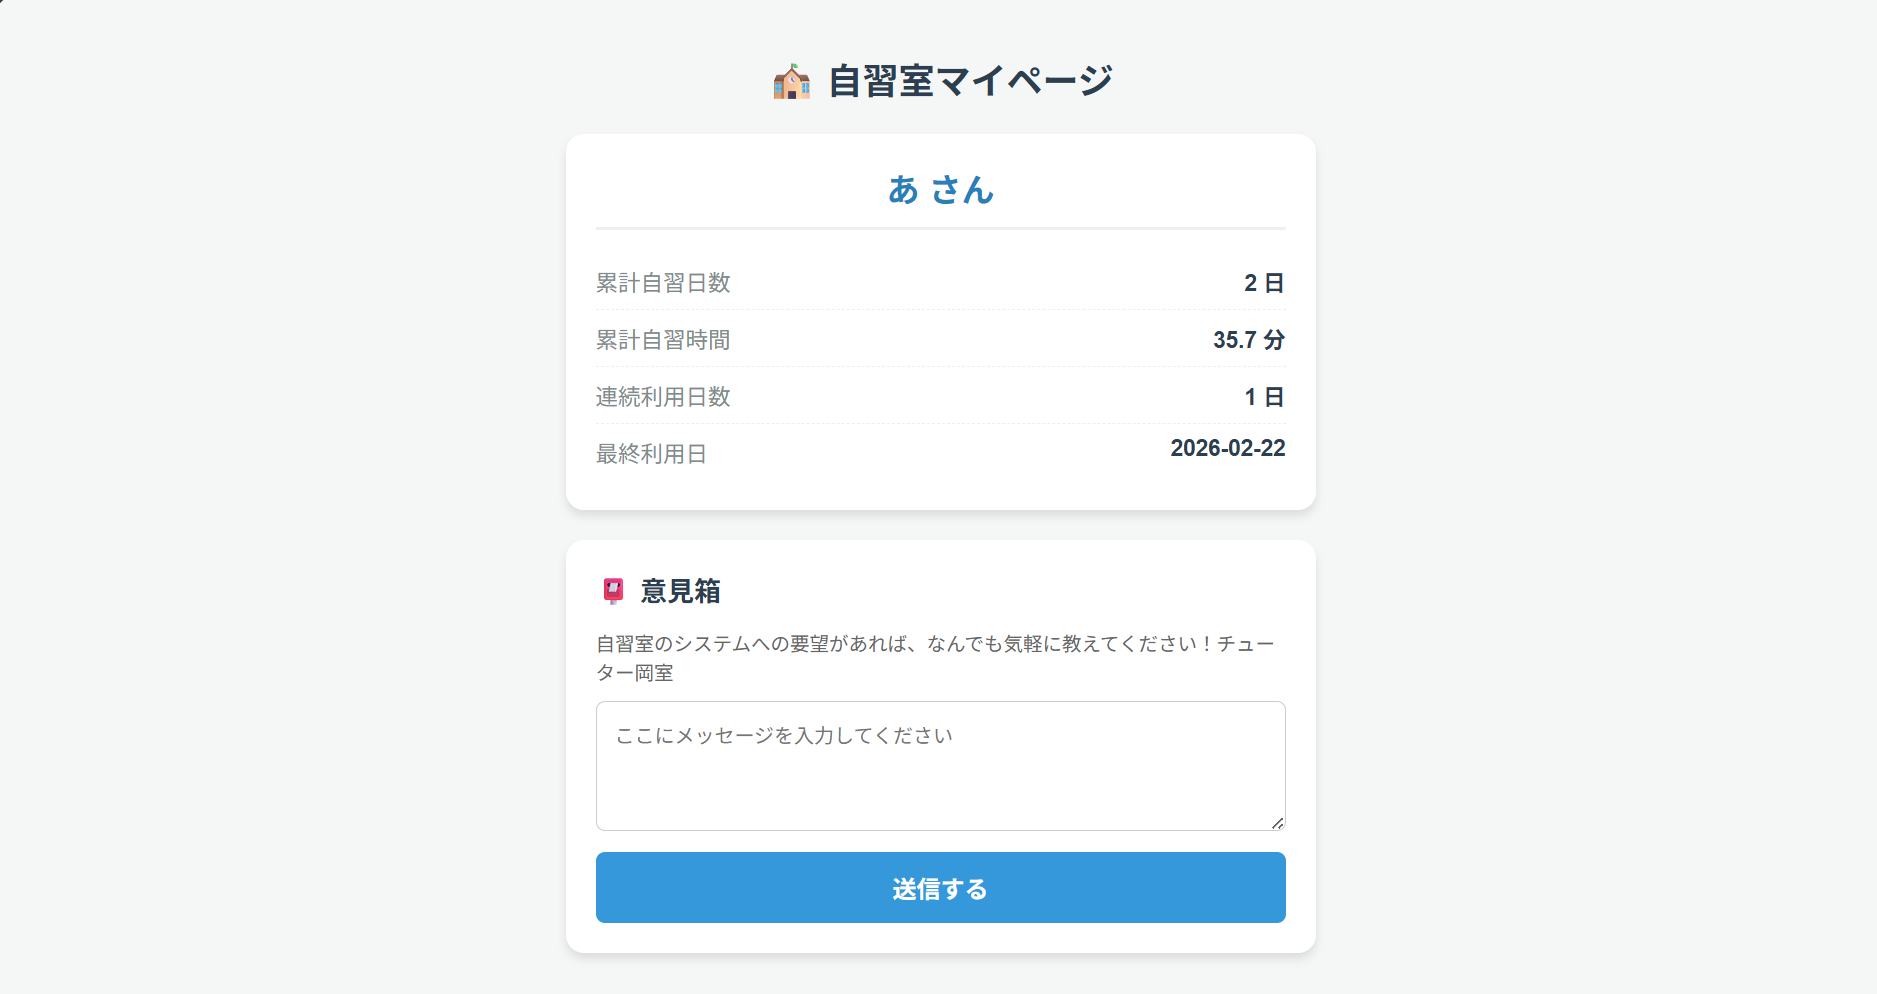 自習室マイページ
あ さん
累計自習日数 2 日
累計自習時間 35.7 分
連続利用日数 1 日
最終利用日 2026-02-22
意見箱
自習室のシステムへの要望があれば、なんでも気軽に教えてください！チュー
ター岡室
ここにメッセージを入力してください
送信する